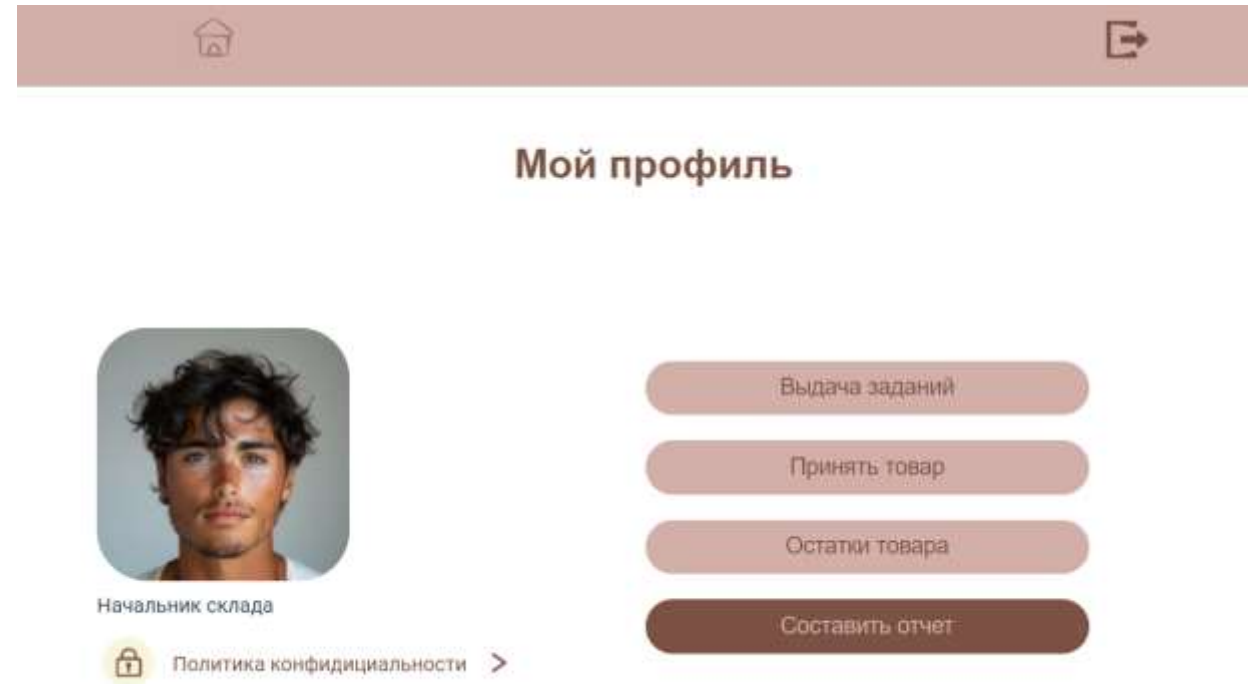 Мой профиль
Выдача заданий
Принять товар
Остатки товара
Составить отчет
Начальник склада
Политика конфидициальности